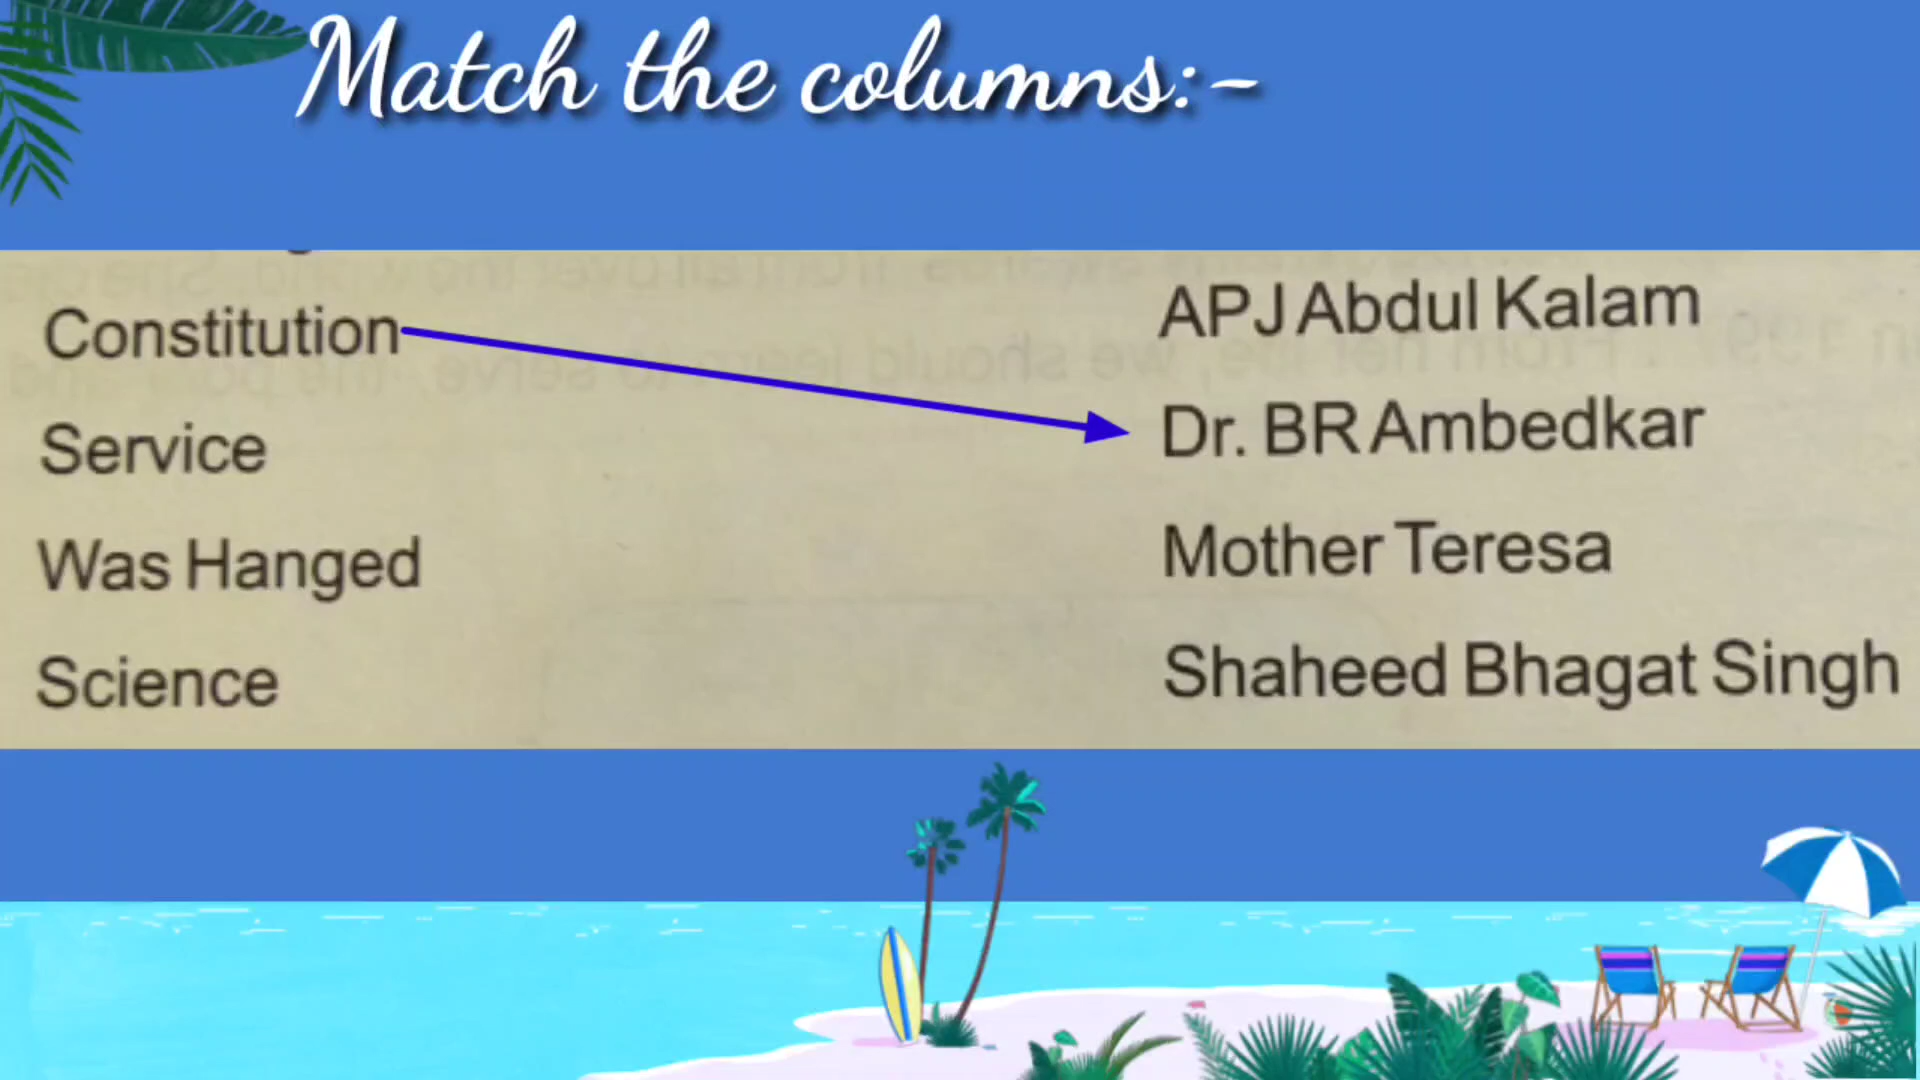 Match the columns:-
Constitution
APJ Abdul Kalam
Service
Dr. BR Ambedkar
Was Hanged
Mother Teresa
Science
Shaheed Bhagat Singh